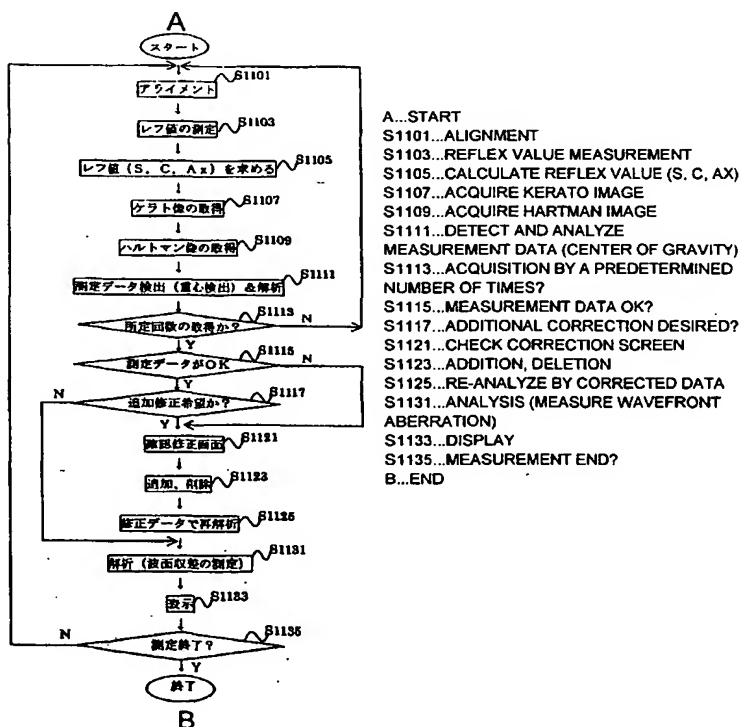 A
スタート
S1101
アライメント
S1103
レフ値の測定
S1105
レフ値（S，C，Ax）を求める
S1107
ケラト像の取得
S1109
ハルトマン像の取得
S1111
測定データ検出（重心検出）&解析
S1113
所定回数の取得か？
N
Y
S1115
測定データがOK
N
Y
S1117
追加修正希望か？
N
Y
S1121
確認修正画面
S1123
追加、削除
S1125
修正データで再解析
S1131
解析（波面収差の測定）
S1133
表示
S1135
測定終了？
N
Y
終了
B
A...START
S1101...ALIGNMENT
S1103...REFLEX VALUE MEASUREMENT
S1105...CALCULATE REFLEX VALUE (S, C, AX)
S1107...ACQUIRE KERATO IMAGE
S1109...ACQUIRE HARTMAN IMAGE
S1111...DETECT AND ANALYZE
MEASUREMENT DATA (CENTER OF GRAVITY)
S1113...ACQUISITION BY A PREDETERMINED
NUMBER OF TIMES?
S1115...MEASUREMENT DATA OK?
S1117...ADDITIONAL CORRECTION DESIRED?
S1121...CHECK CORRECTION SCREEN
S1123...ADDITION, DELETION
S1125...RE-ANALYZE BY CORRECTED DATA
S1131...ANALYSIS (MEASURE WAVEFRONT
ABERRATION)
S1133...DISPLAY
S1135...MEASUREMENT END?
B...END